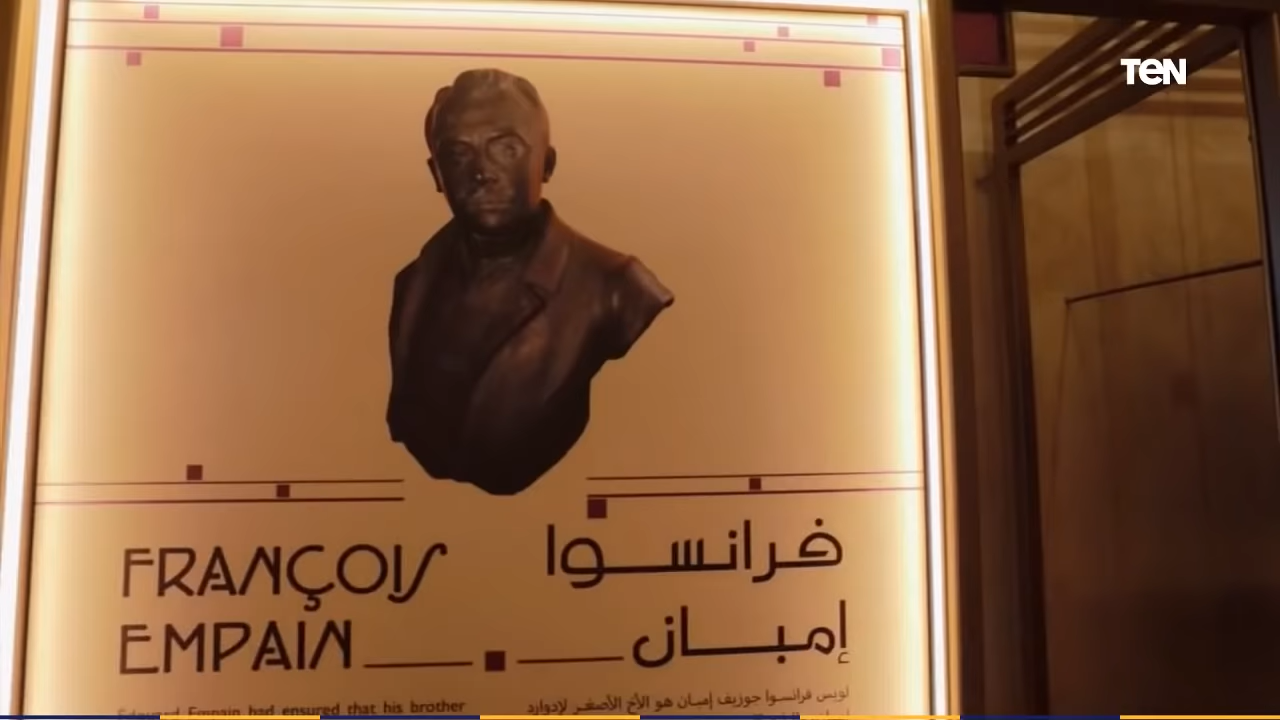 TEN
FRANÇOIS
EMPAIN
فرانسوا
إمبان
Edouard Empain had ensured that his brother
لويس فرانسوا جوزيف إمبان هو الأخ الأصغر لإدوارد